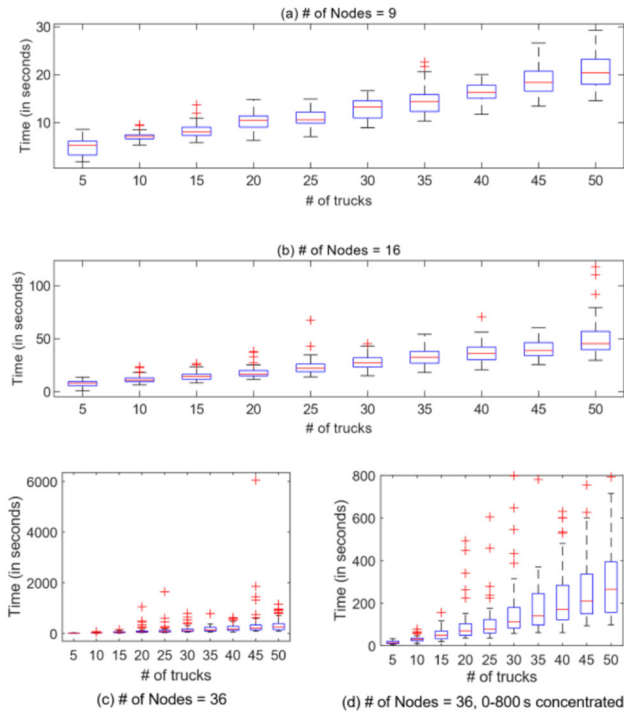 (a) # of Nodes = 9
Time (in seconds)
30
20
10
5 10 15 20 25 30 35 40 45 50
# of trucks
(b) # of Nodes = 16
Time (in seconds)
100
50
0
5 10 15 20 25 30 35 40 45 50
# of trucks
Time (in seconds)
6000
4000
2000
0
5 10 15 20 25 30 35 40 45 50
# of trucks
(c) # of Nodes = 36
Time (in seconds)
800
600
400
200
0
5 10 15 20 25 30 35 40 45 50
# of trucks
(d) # of Nodes = 36, 0-800 s concentrated